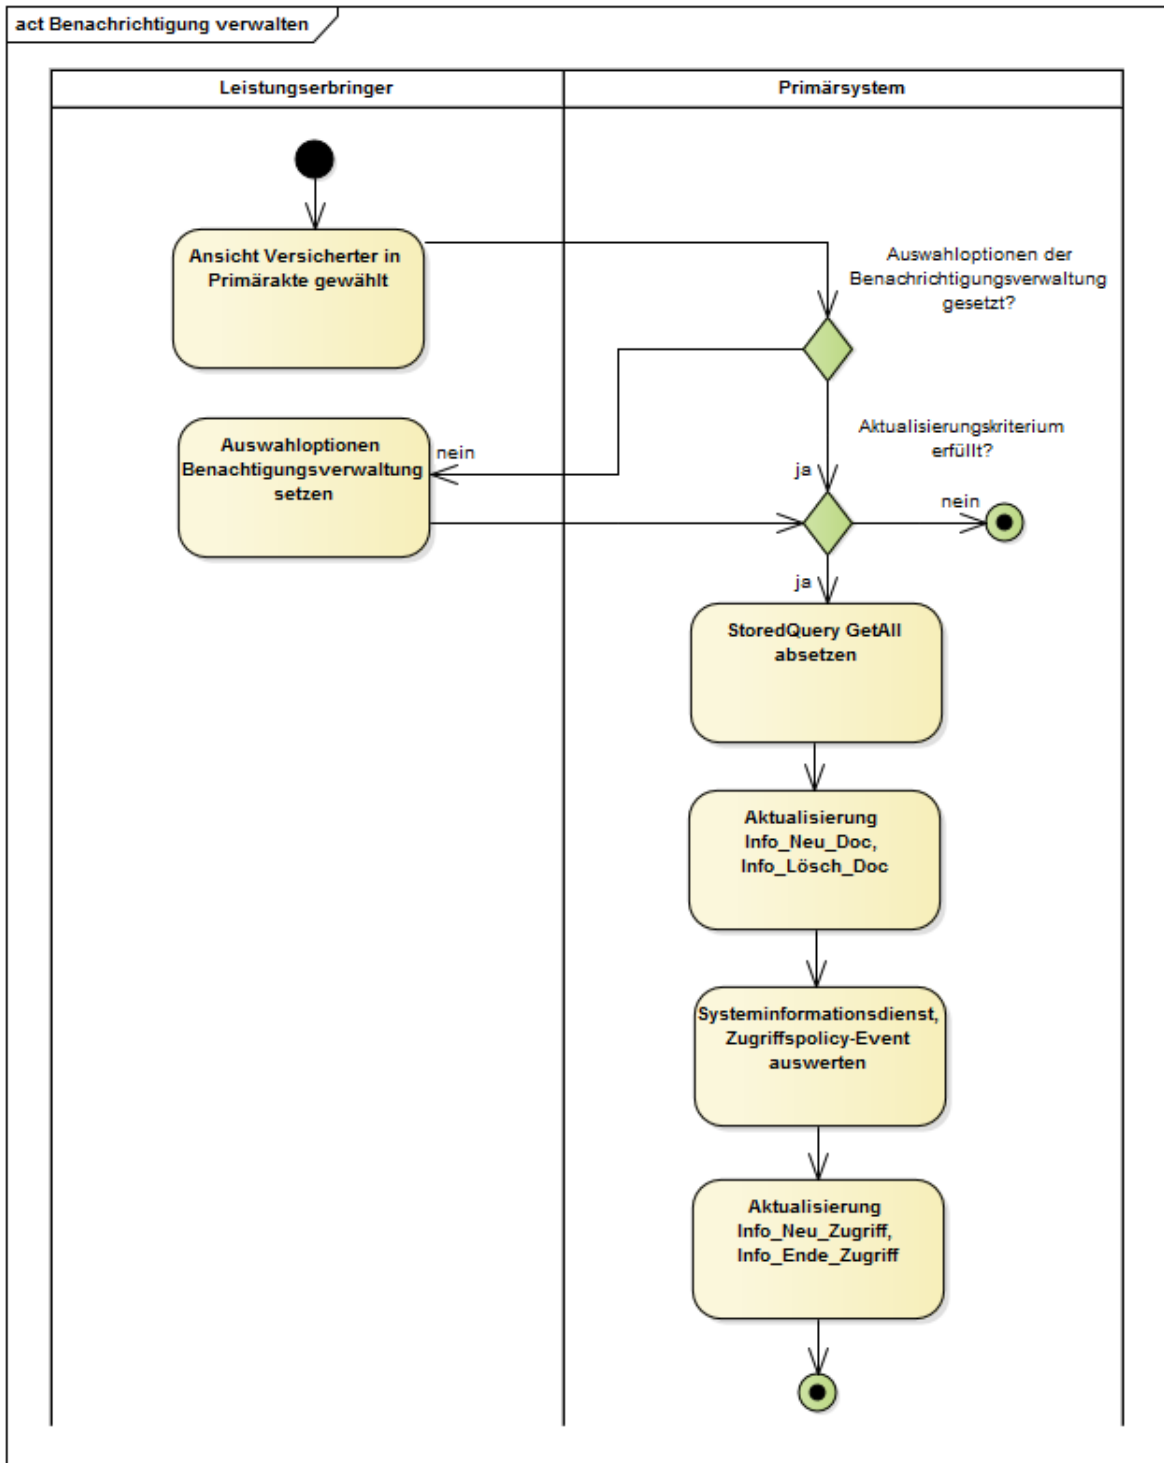 act Benachrichtigung verwalten
Leistungserbringer
Primärsystem
Ansicht Versicherter in
Primärakte gewählt
Auswahloptionen der
Benachrichtigungsverwaltung
gesetzt?
Auswahloptionen
Benachtigungsverwaltung
setzen
nein
Aktualisierungskriterium
erfüllt?
ja
nein
ja
StoredQuery GetAll
absetzen
Aktualisierung
Info_Neu_Doc,
Info_Lösch_Doc
Systeminformationsdienst,
Zugriffspolicy-Event
auswerten
Aktualisierung
Info_Neu_Zugriff,
Info_Ende_Zugriff